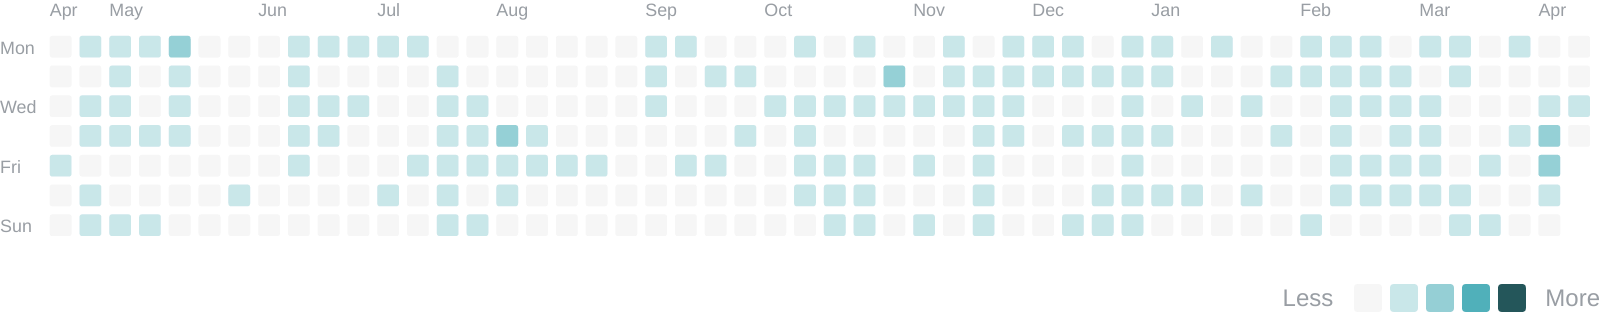 Apr May Jun Jul Aug Sep Oct Nov Dec Jan Feb Mar Apr
Mon
Wed
Fri
Sun
Less More